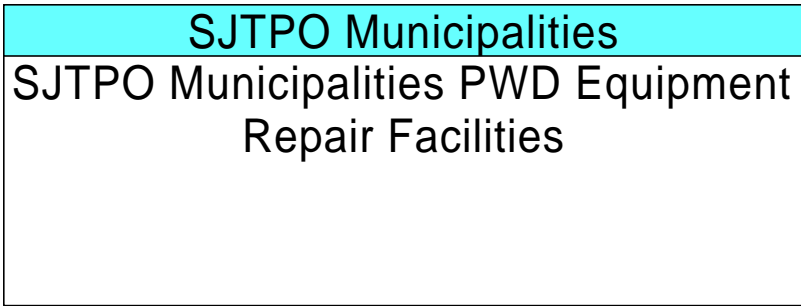 SJTPO Municipalities
SJTPO Municipalities PWD Equipment
Repair Facilities